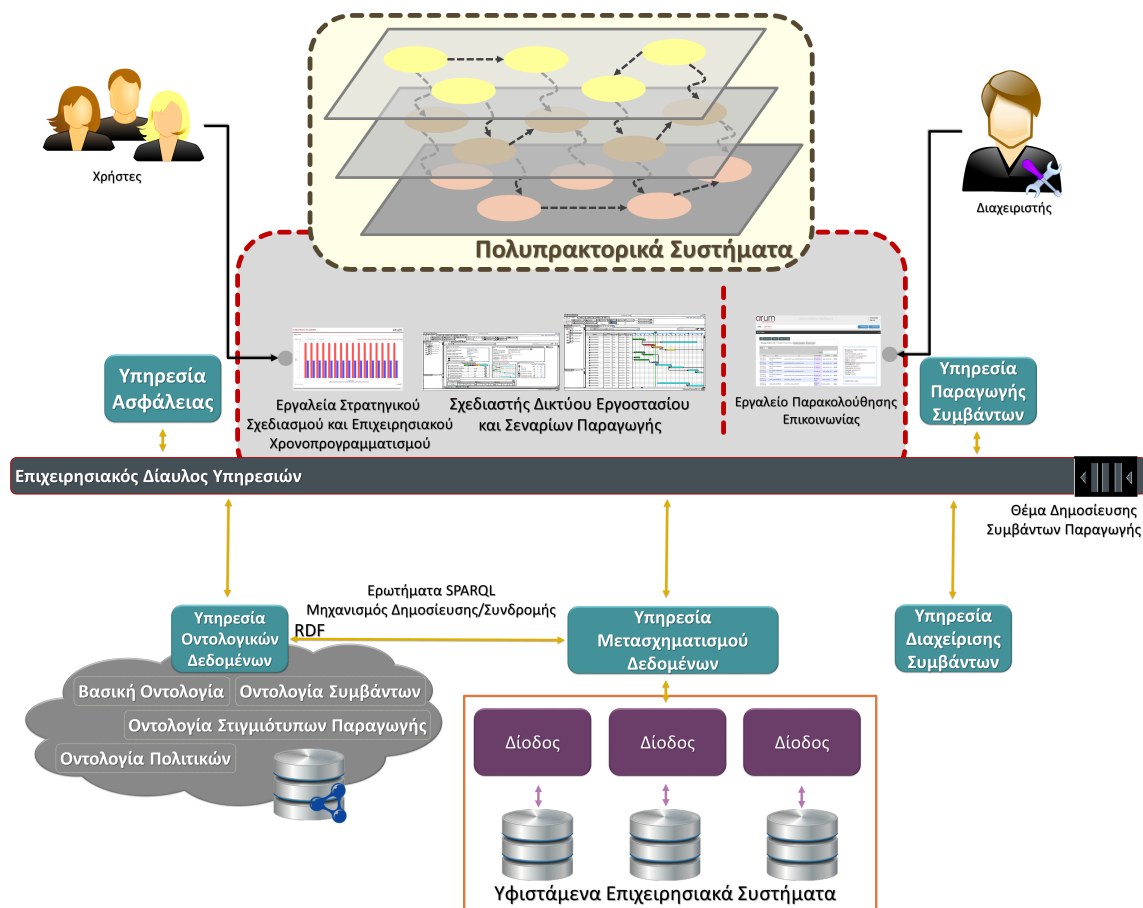 Χρήστες
Διαχειριστής
Πολυπρακτορικά Συστήματα
arum
Υπηρεσία
Ασφάλειας
Εργαλεία Στρατηγικού
Σχεδιασμού και Επιχειρησιακού
Χρονοπρογραμματισμού
Σχεδιαστής Δικτύου Εργοστασίου
και Σεναρίων Παραγωγής
Εργαλείο Παρακολούθησης
Επικοινωνίας
Υπηρεσία
Παραγωγής
Συμβάντων
Επιχειρησιακός Δίαυλος Υπηρεσιών
Θέμα Δημοσίευσης
Συμβάντων Παραγωγής
Ερωτήματα SPARQL
Μηχανισμός Δημοσίευσης/Συνδρομής
RDF
Υπηρεσία
Οντολογικών
Δεδομένων
Υπηρεσία
Μετασχηματισμού
Δεδομένων
Υπηρεσία
Διαχείρισης
Συμβάντων
Βασική Οντολογία
Οντολογία Συμβάντων
Οντολογία Στιγμιότυπων Παραγωγής
Οντολογία Πολιτικών
Δίοδος
Δίοδος
Δίοδος
Υφιστάμενα Επιχειρησιακά Συστήματα